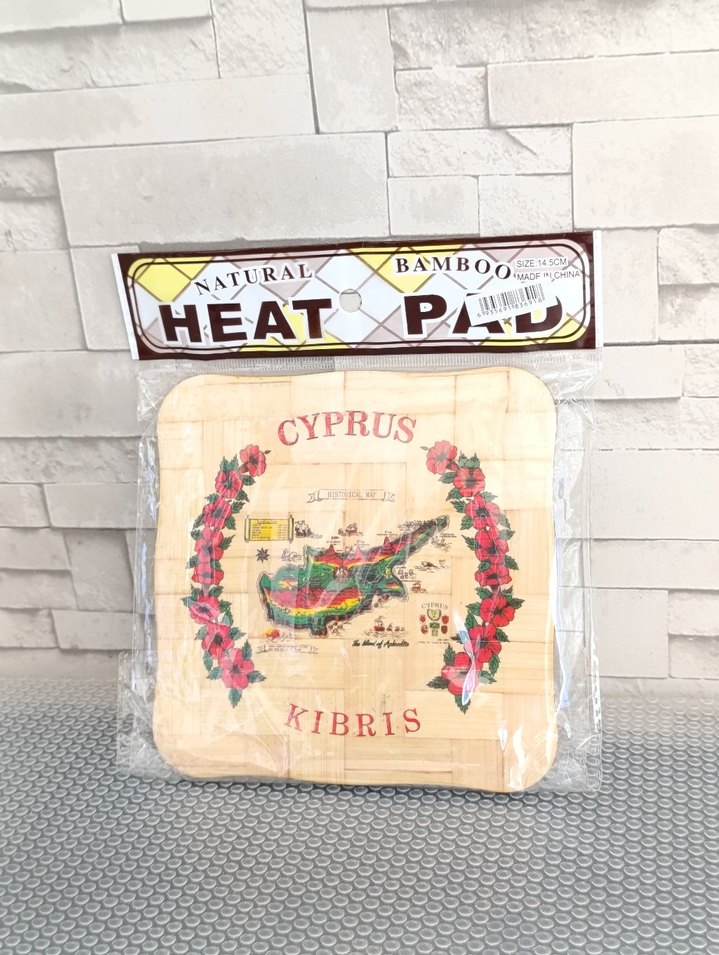 NATURAL BAMBOO
SIZE:14.5CM
MADE IN CHINA
HEAT PAD
CYPRUS
HISTORICAL MAP
CYPRUS
The Island of Aphrodite
KIBRIS